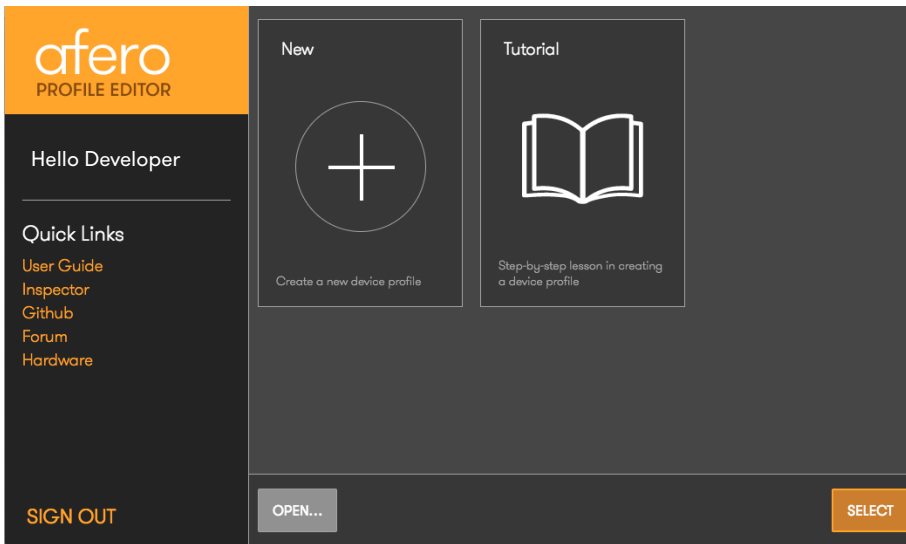 afero
PROFILE EDITOR
Hello Developer
Quick Links
User Guide
Inspector
Github
Forum
Hardware
SIGN OUT
New
Create a new device profile
Tutorial
Step-by-step lesson in creating
a device profile
OPEN...
SELECT